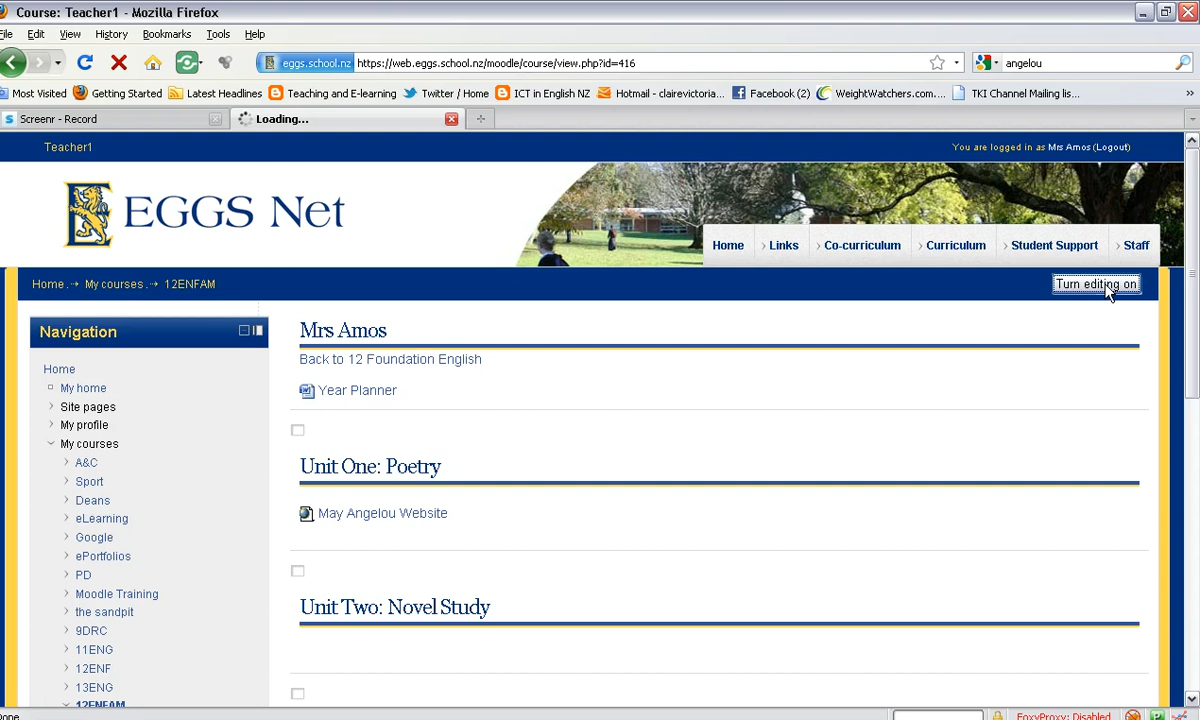 Course: Teacher1 - Mozilla Firefox
File Edit View History Bookmarks Tools Help
eggs.school.nz https://web.eggs.school.nz/moodle/course/view.php?id=416 angelou
Most Visited Getting Started Latest Headlines Teaching and E-learning Twitter / Home ICT in English NZ Hotmail - clairevictoria... Facebook (2) WeightWatchers.com... TKI Channel Mailing lis... »
Screenr - Record Loading...
Teacher1 You are logged in as Mrs Amos (Logout)
EGGS Net
Home Links Co-curriculum Curriculum Student Support Staff
Home My courses 12ENFAM Turn editing on
Navigation
Home
My home
Site pages
My profile
My courses
A&C
Sport
Deans
eLearning
Google
ePortfolios
PD
Moodle Training
the sandpit
9DRC
11ENG
12ENF
13ENG
12ENFAM
Mrs Amos
Back to 12 Foundation English
Year Planner
Unit One: Poetry
May Angelou Website
Unit Two: Novel Study
Done FoxyProxy: Disabled